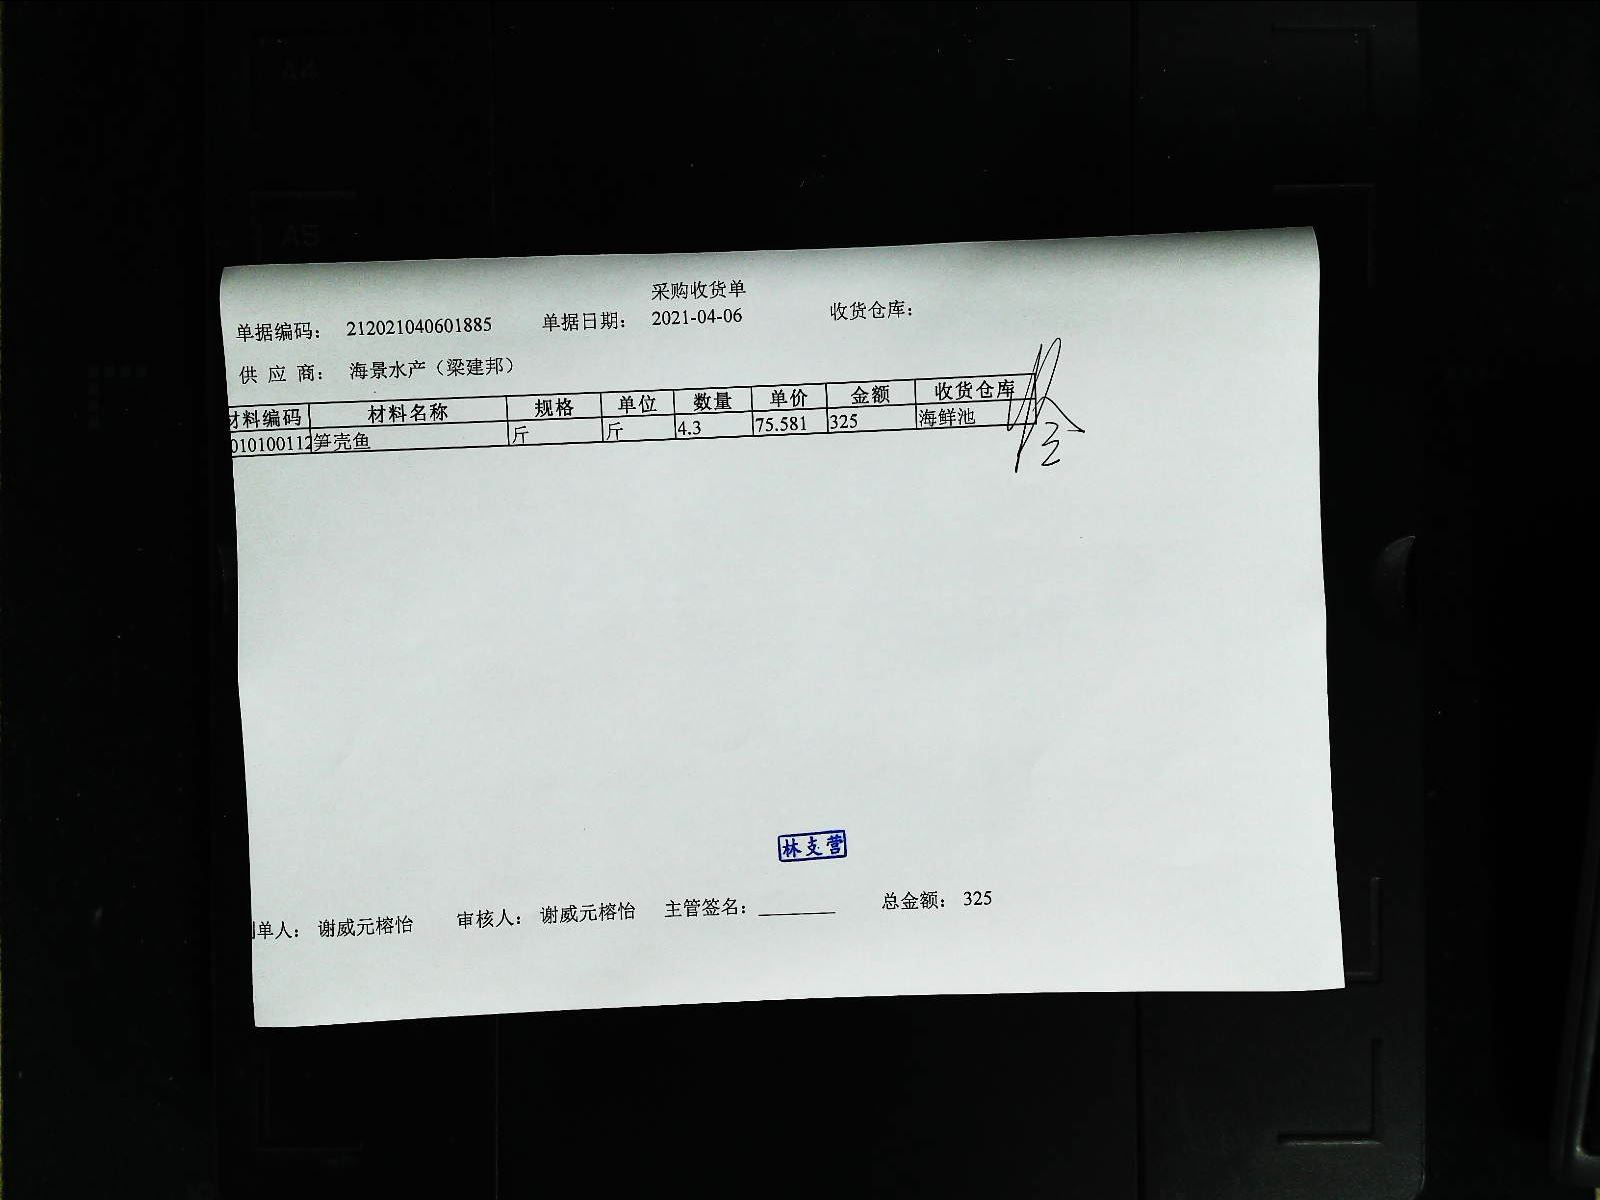 A4
A5
采购收货单
单据编码： 212021040601885 单据日期： 2021-04-06 收货仓库：
供 应 商： 海景水产（梁建邦）
材料编码 材料名称 规格 单位 数量 单价 金额 收货仓库
010100112 笋壳鱼 斤 斤 4.3 75.581 325 海鲜池
林支营
制单人： 谢威元榕怡 审核人： 谢威元榕怡 主管签名：________ 总金额： 325